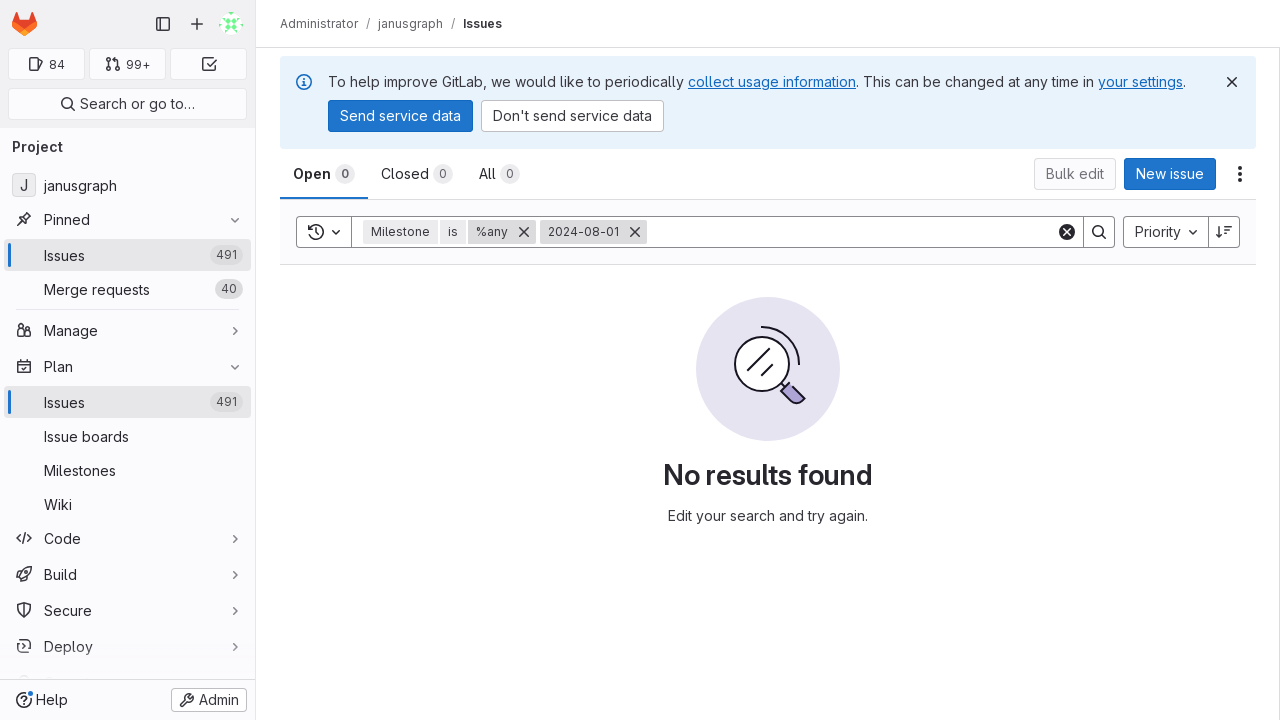 84
99+
Search or go to…
Project
J janusgraph
Pinned
Issues 491
Merge requests 40
Manage
Plan
Issues 491
Issue boards
Milestones
Wiki
Code
Build
Secure
Deploy
Help
Admin
Administrator / janusgraph / Issues
To help improve GitLab, we would like to periodically collect usage information. This can be changed at any time in your settings.
Send service data Don't send service data
Open 0 Closed 0 All 0
Bulk edit New issue
Milestone is %any 2024-08-01
Priority
No results found
Edit your search and try again.